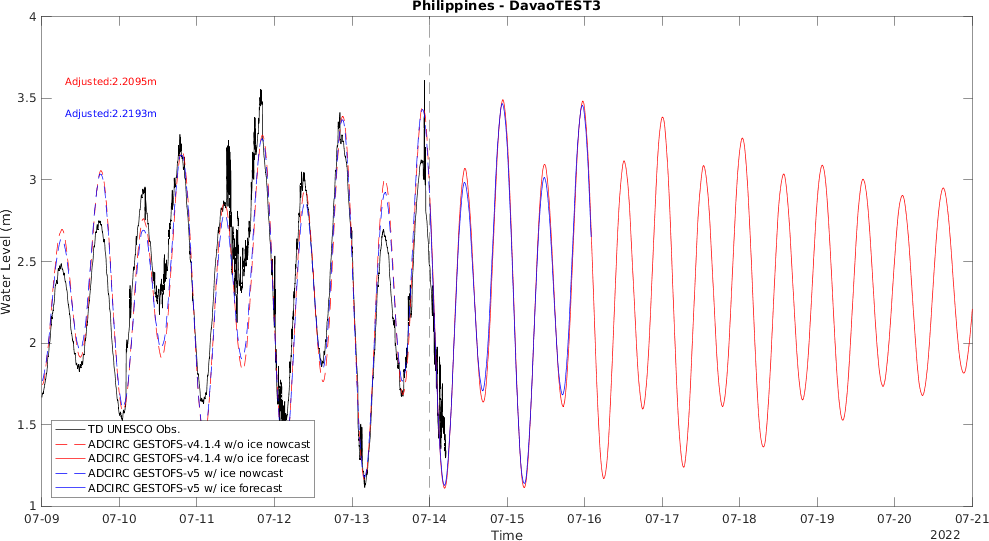 Philippines - DavaoTEST3
4
3.5
3
2.5
2
1.5
1
Water Level (m)
Adjusted:2.2095m
Adjusted:2.2193m
TD UNESCO Obs.
ADCIRC GESTOFS-v4.1.4 w/o ice nowcast
ADCIRC GESTOFS-v4.1.4 w/o ice forecast
ADCIRC GESTOFS-v5 w/ ice nowcast
ADCIRC GESTOFS-v5 w/ ice forecast
07-09 07-10 07-11 07-12 07-13 07-14 07-15 07-16 07-17 07-18 07-19 07-20 07-21
Time
2022